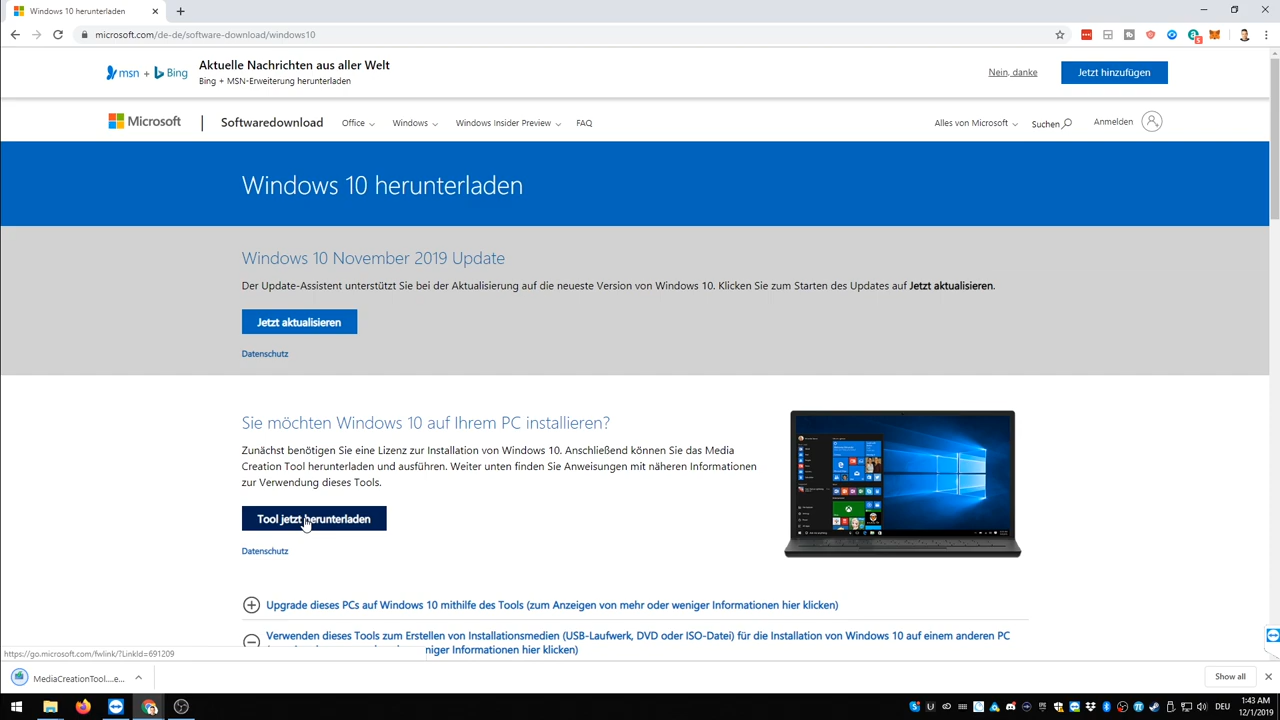 Windows 10 herunterladen
microsoft.com/de-de/software-download/windows10
msn + Bing
Aktuelle Nachrichten aus aller Welt
Bing + MSN-Erweiterung herunterladen
Nein, danke
Jetzt hinzufügen
Microsoft
Softwaredownload
Office
Windows
Windows Insider Preview
FAQ
Alles von Microsoft
Suchen
Anmelden
Windows 10 herunterladen
Windows 10 November 2019 Update
Der Update-Assistent unterstützt Sie bei der Aktualisierung auf die neueste Version von Windows 10. Klicken Sie zum Starten des Updates auf Jetzt aktualisieren.
Jetzt aktualisieren
Datenschutz
Sie möchten Windows 10 auf Ihrem PC installieren?
Zunächst benötigen Sie eine Lizenz zur Installation von Windows 10. Anschließend können Sie das Media
Creation Tool herunterladen und ausführen. Weiter unten finden Sie Anweisungen mit näheren Informationen
zur Verwendung dieses Tools.
Tool jetzt herunterladen
Datenschutz
Upgrade dieses PCs auf Windows 10 mithilfe des Tools (zum Anzeigen von mehr oder weniger Informationen hier klicken)
Verwenden dieses Tools zum Erstellen von Installationsmedien (USB-Laufwerk, DVD oder ISO-Datei) für die Installation von Windows 10 auf einem anderen PC
niger Informationen hier klicken)
https://go.microsoft.com/fwlink/?LinkId=691209
MediaCreationTool....e...
Show all
DEU
1:43 AM
12/1/2019